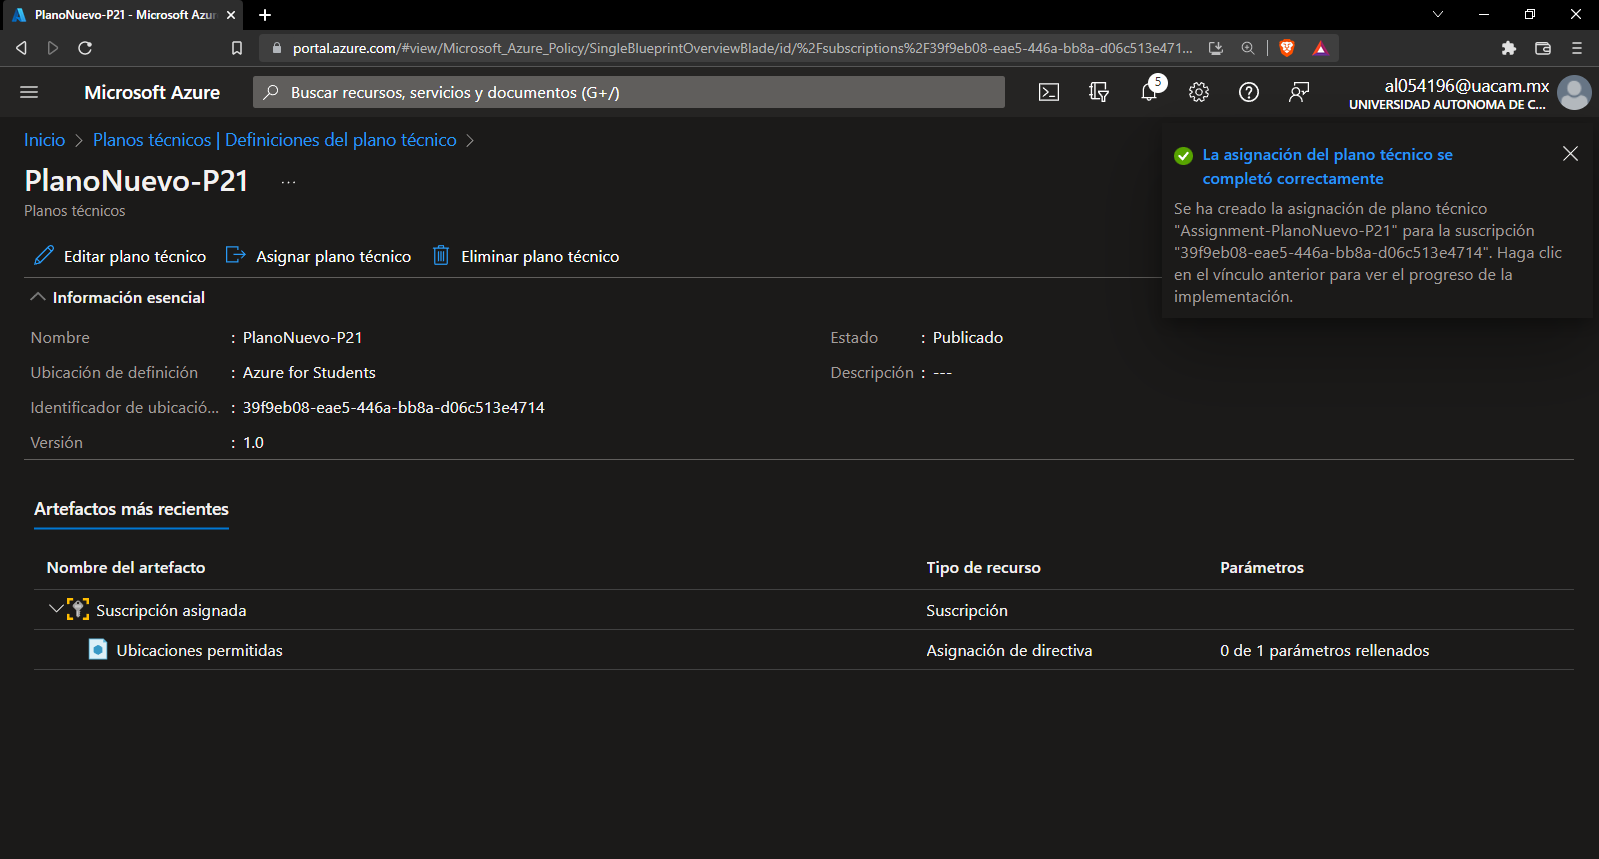 PlanoNuevo-P21 - Microsoft Azur
portal.azure.com/#view/Microsoft_Azure_Policy/SingleBlueprintOverviewBlade/id/%2Fsubscriptions%2F39f9eb08-eae5-446a-bb8a-d06c513e471...
Microsoft Azure
Buscar recursos, servicios y documentos (G+/)
5
al054196@uacam.mx
UNIVERSIDAD AUTONOMA DE C...
Inicio > Planos técnicos | Definiciones del plano técnico >
PlanoNuevo-P21 ...
Planos técnicos
La asignación del plano técnico se
completó correctamente
Se ha creado la asignación de plano técnico
"Assignment-PlanoNuevo-P21" para la suscripción
"39f9eb08-eae5-446a-bb8a-d06c513e4714". Haga clic
en el vínculo anterior para ver el progreso de la
implementación.
Editar plano técnico Asignar plano técnico Eliminar plano técnico
Información esencial
Nombre : PlanoNuevo-P21
Estado : Publicado
Ubicación de definición : Azure for Students
Descripción : ---
Identificador de ubicació... : 39f9eb08-eae5-446a-bb8a-d06c513e4714
Versión : 1.0
Artefactos más recientes
Nombre del artefacto Tipo de recurso Parámetros
Suscripción asignada Suscripción
Ubicaciones permitidas Asignación de directiva 0 de 1 parámetros rellenados